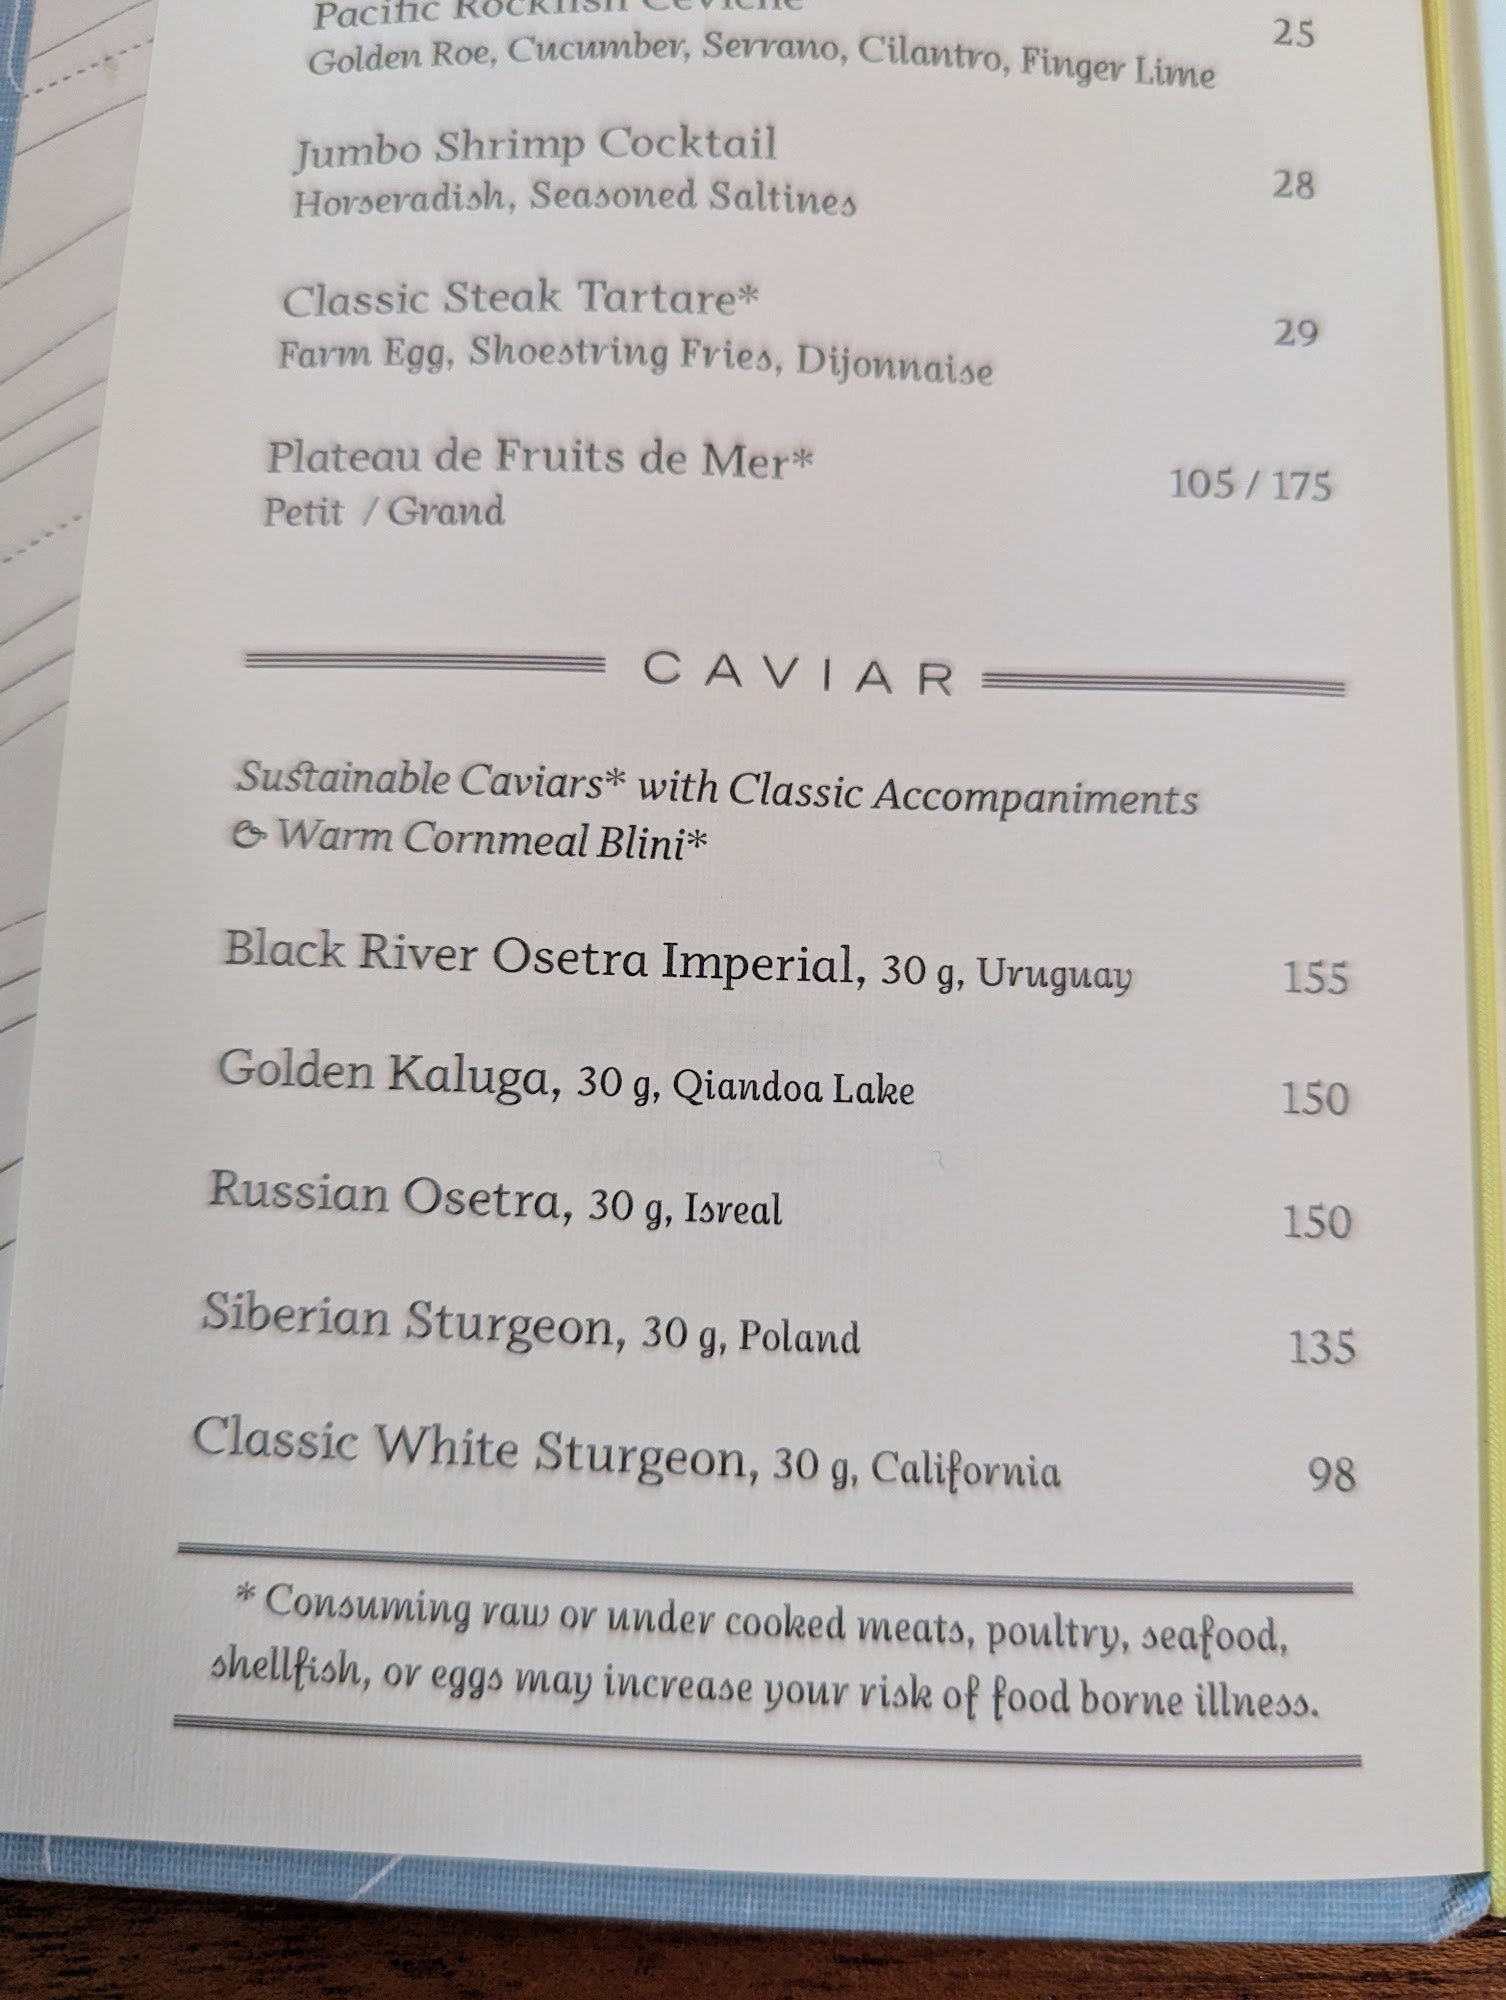 Pacific Rockfish Ceviche 25
Golden Roe, Cucumber, Serrano, Cilantro, Finger Lime
Jumbo Shrimp Cocktail 28
Horseradish, Seasoned Saltines
Classic Steak Tartare* 29
Farm Egg, Shoestring Fries, Dijonnaise
Plateau de Fruits de Mer* 105 / 175
Petit / Grand
CAVIAR
Sustainable Caviars* with Classic Accompaniments
& Warm Cornmeal Blini*
Black River Osetra Imperial, 30 g, Uruguay 155
Golden Kaluga, 30 g, Qiandoa Lake 150
Russian Osetra, 30 g, Isreal 150
Siberian Sturgeon, 30 g, Poland 135
Classic White Sturgeon, 30 g, California 98
* Consuming raw or under cooked meats, poultry, seafood,
shellfish, or eggs may increase your risk of food borne illness.